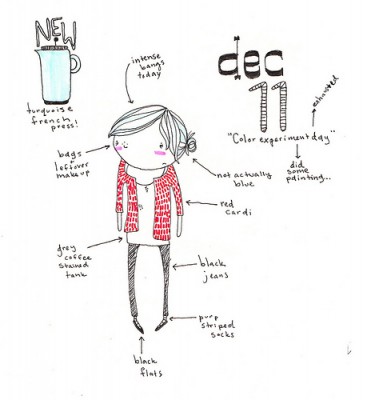 NEW
turquoise
french
press!
intense
bangs
today
dec
11
exhausted
"Color experiment day"
did
some
painting...
bags
leftover
makeup
not actually
blue
red
cardi
grey
coffee
stained
tank
black
jeans
purp
striped
socks
black
flats